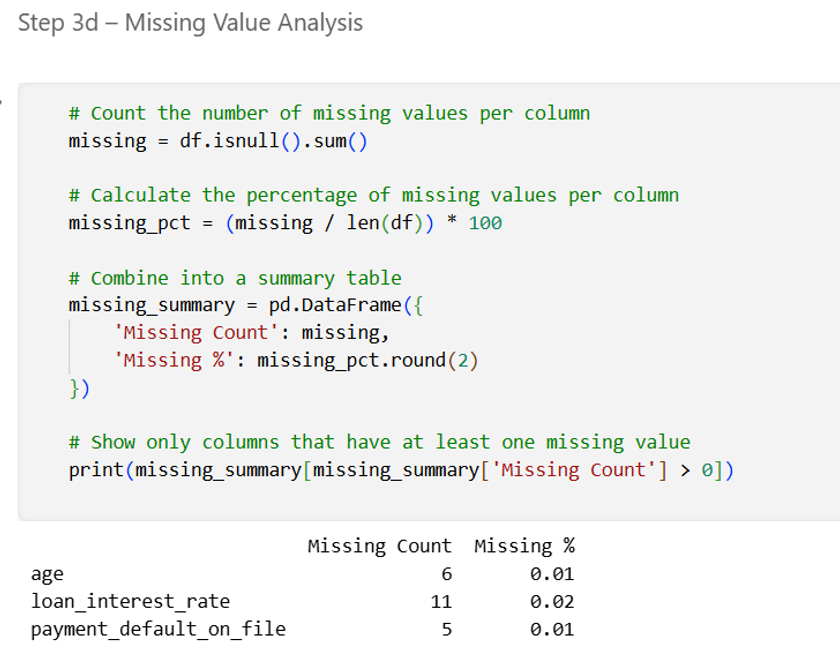 Step 3d – Missing Value Analysis
# Count the number of missing values per column
missing = df.isnull().sum()
# Calculate the percentage of missing values per column
missing_pct = (missing / len(df)) * 100
# Combine into a summary table
missing_summary = pd.DataFrame({
    'Missing Count': missing,
    'Missing %': missing_pct.round(2)
})
# Show only columns that have at least one missing value
print(missing_summary[missing_summary['Missing Count'] > 0])
Missing Count  Missing %
age  6  0.01
loan_interest_rate  11  0.02
payment_default_on_file  5  0.01